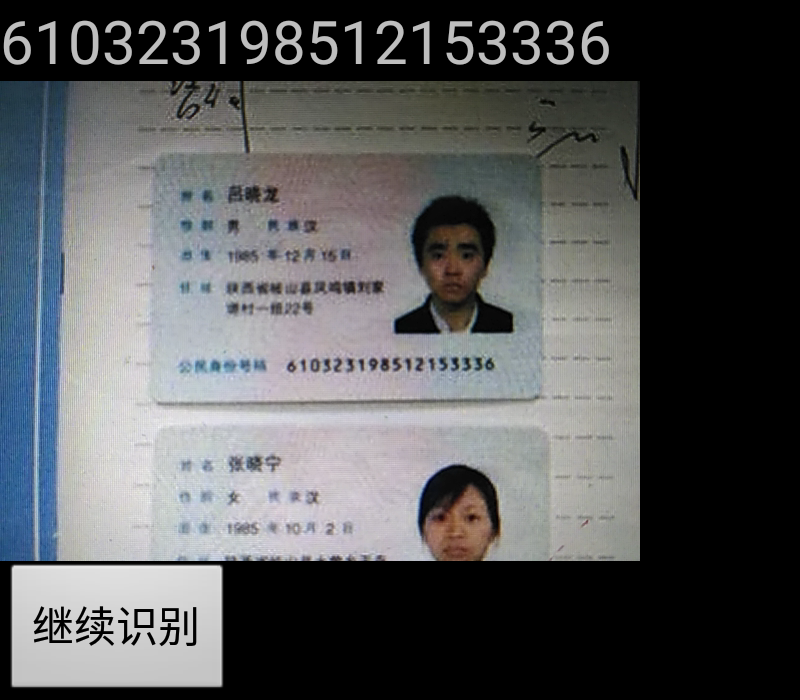 610323198512153336
64
姓名 吕晓龙
性别 男 民族 汉
出生 1985 年 12 月 15 日
住址 陕西省岐山县凤鸣镇刘家
塬村一组22号
公民身份号码 610323198512153336
姓名 张晓宁
性别 女 民族 汉
出生 1985 年 10 月 2 日
继续识别